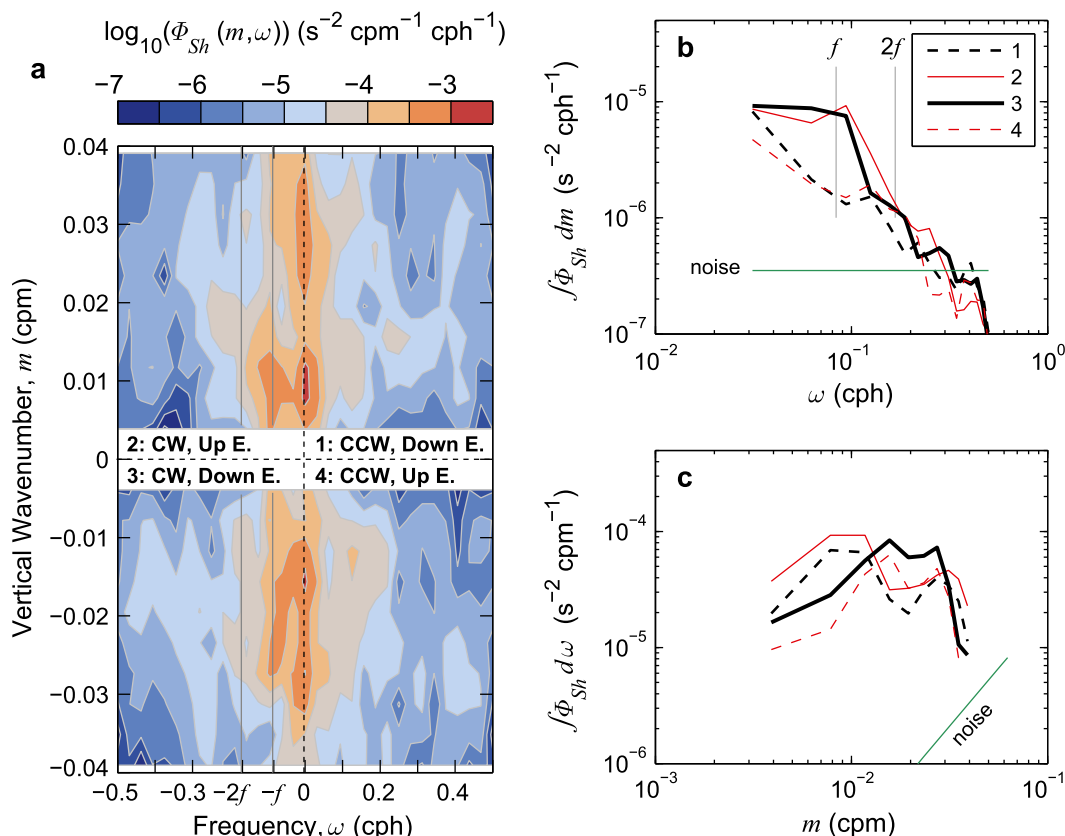 log10(Φ_Sh (m,ω)) (s⁻² cpm⁻¹ cph⁻¹)
a
−7 −6 −5 −4 −3
0.04
0.03
0.02
0.01
0
−0.01
−0.02
−0.03
−0.04
Vertical Wavenumber, m (cpm)
2: CW, Up E.
1: CCW, Down E.
3: CW, Down E.
4: CCW, Up E.
−0.5 −0.3 −2f −f 0 0.2 0.4
Frequency, ω (cph)
b
f 2f
1
2
3
4
noise
10⁻⁵
10⁻⁶
10⁻⁷
∫Φ_Sh dm (s⁻² cph⁻¹)
10⁻² 10⁻¹ 10⁰
ω (cph)
c
10⁻⁴
10⁻⁵
10⁻⁶
∫Φ_Sh dω (s⁻² cpm⁻¹)
noise
10⁻³ 10⁻² 10⁻¹
m (cpm)